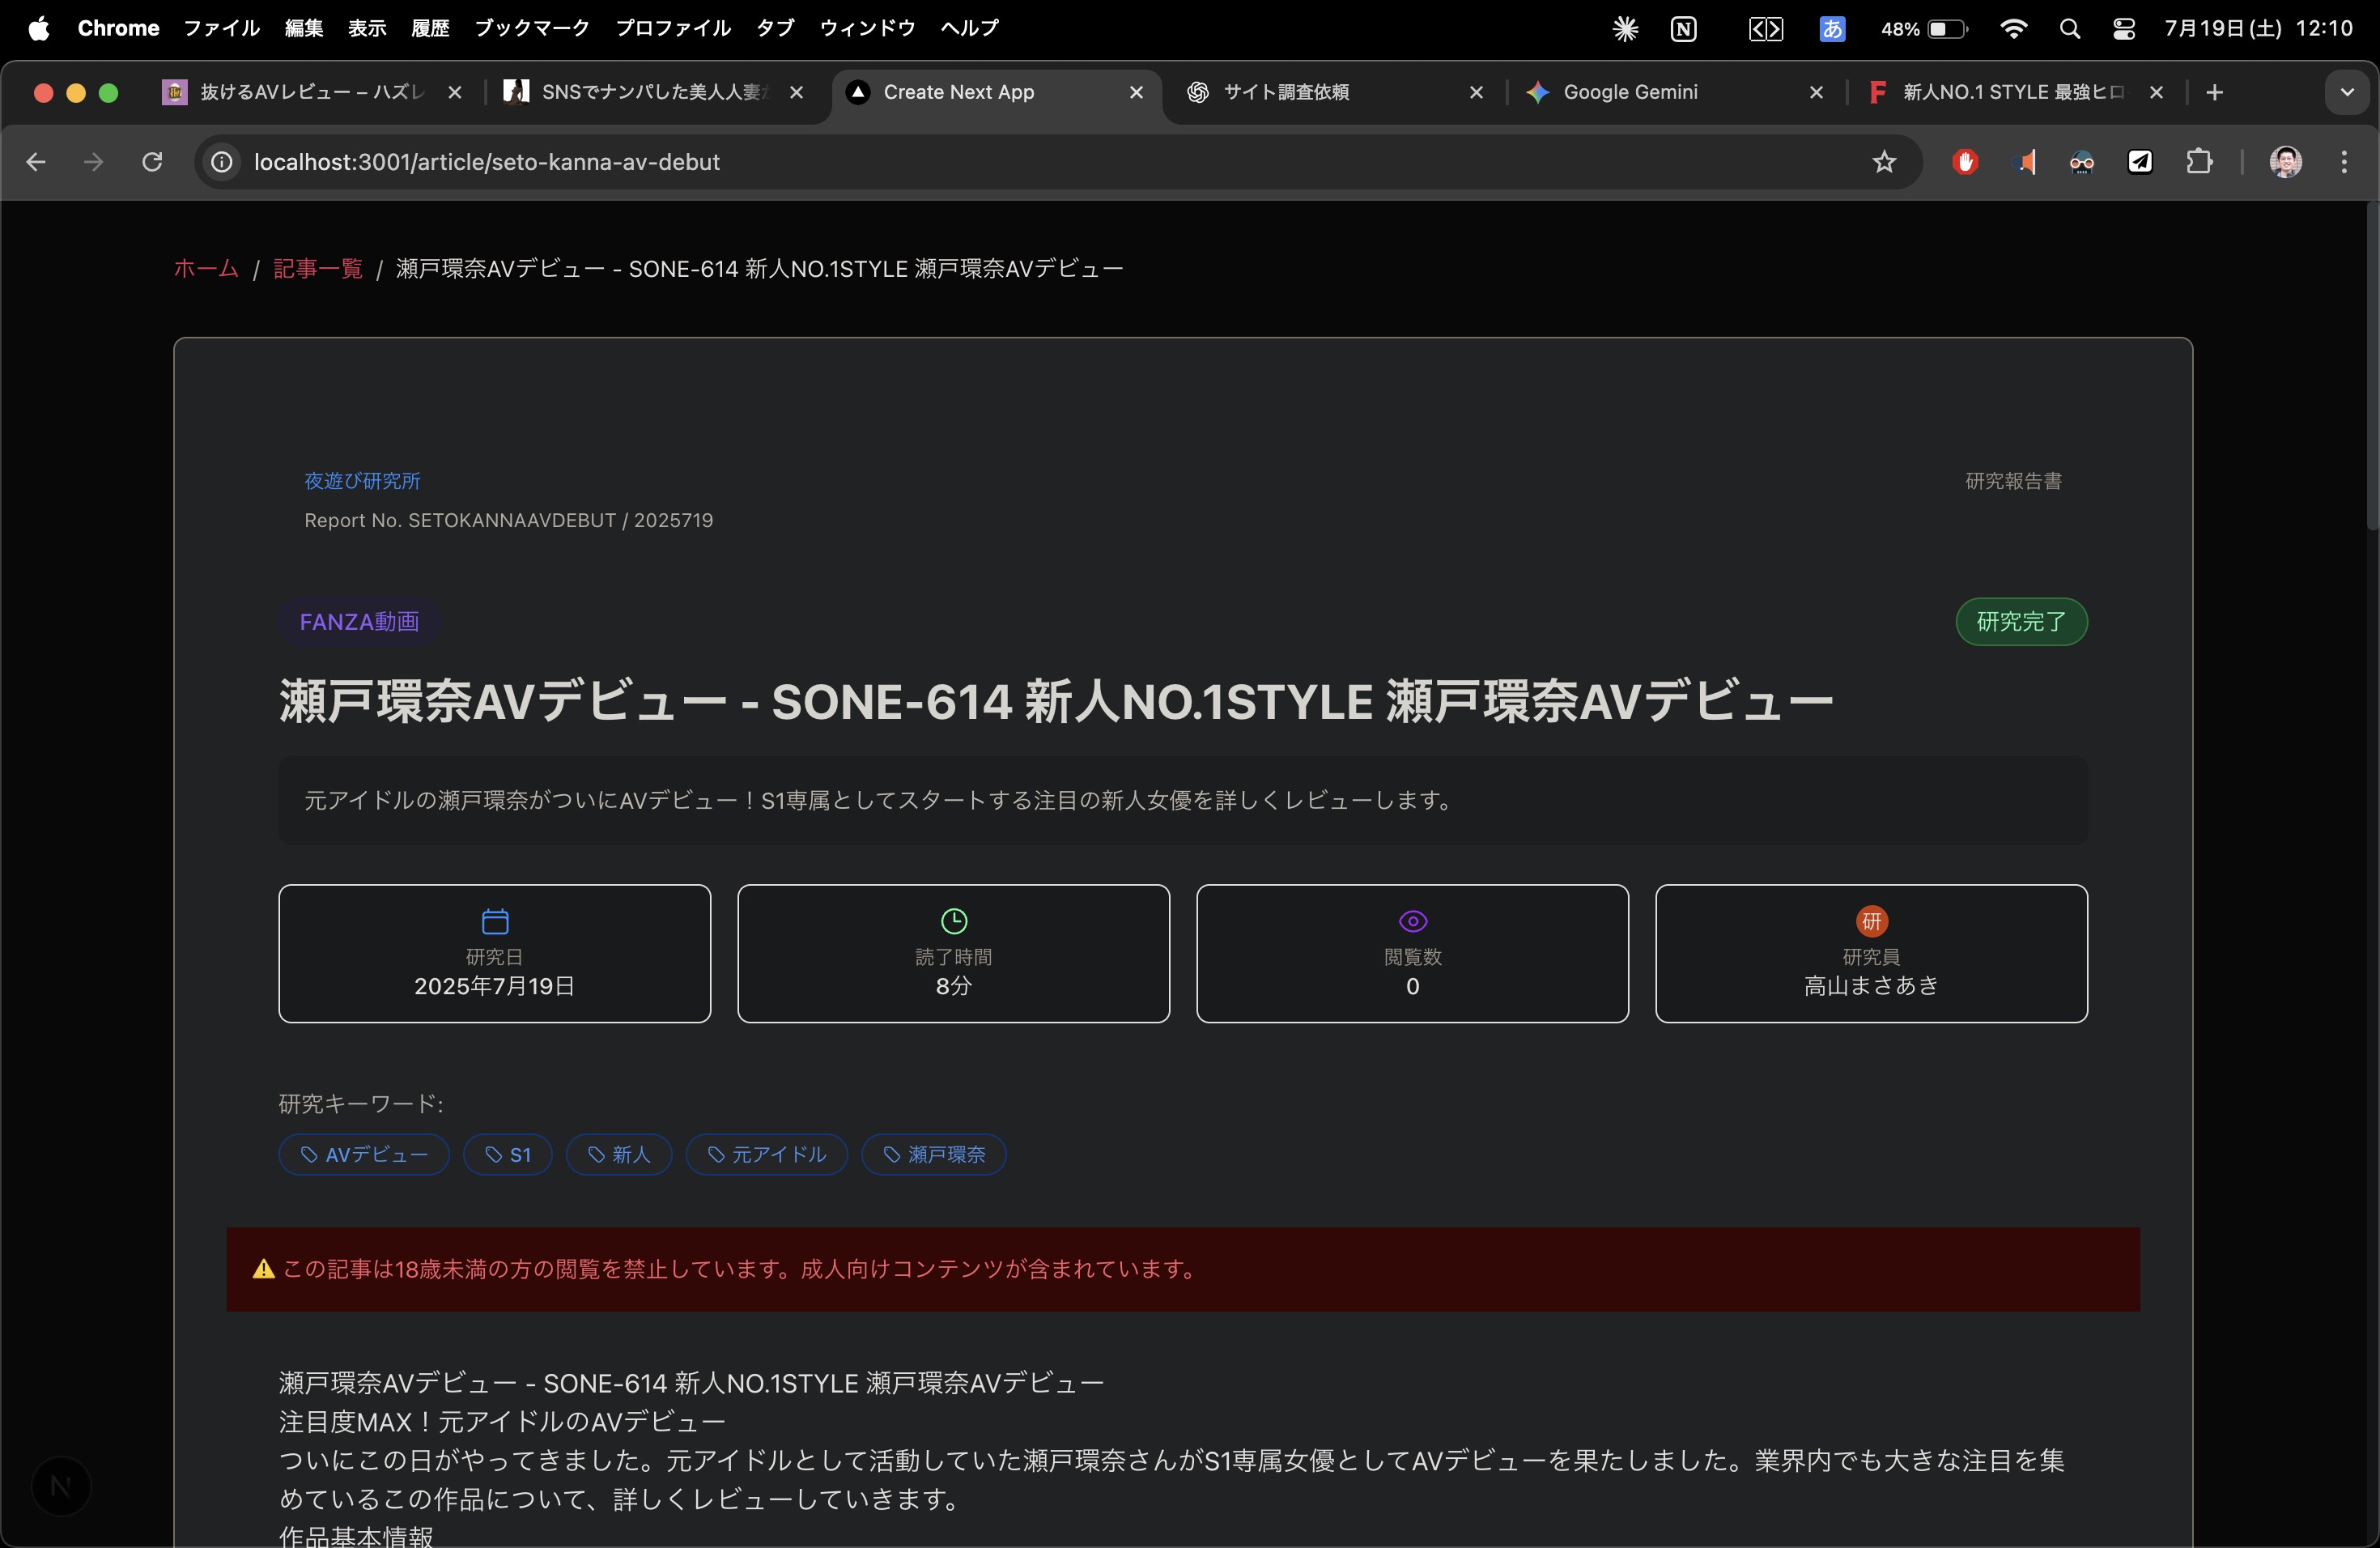 Chrome ファイル 編集 表示 履歴 ブックマーク プロファイル タブ ウィンドウ ヘルプ あ 48% 7月19日(土) 12:10
抜けるAVレビュー – ハズレ SNSでナンパした美人人妻 Create Next App サイト調査依頼 Google Gemini 新人NO.1 STYLE 最強ヒロ
localhost:3001/article/seto-kanna-av-debut
ホーム / 記事一覧 / 瀬戸環奈AVデビュー - SONE-614 新人NO.1STYLE 瀬戸環奈AVデビュー
夜遊び研究所 研究報告書
Report No. SETOKANNAAVDEBUT / 2025719
FANZA動画 研究完了
瀬戸環奈AVデビュー - SONE-614 新人NO.1STYLE 瀬戸環奈AVデビュー
元アイドルの瀬戸環奈がついにAVデビュー！S1専属としてスタートする注目の新人女優を詳しくレビューします。
研
研究日 読了時間 閲覧数 研究員
2025年7月19日 8分 0 高山まさあき
研究キーワード:
AVデビュー S1 新人 元アイドル 瀬戸環奈
⚠️ この記事は18歳未満の方の閲覧を禁止しています。成人向けコンテンツが含まれています。
瀬戸環奈AVデビュー - SONE-614 新人NO.1STYLE 瀬戸環奈AVデビュー
注目度MAX！元アイドルのAVデビュー
ついにこの日がやってきました。元アイドルとして活動していた瀬戸環奈さんがS1専属女優としてAVデビューを果たしました。業界内でも大きな注目を集
めているこの作品について、詳しくレビューしていきます。
作品基本情報